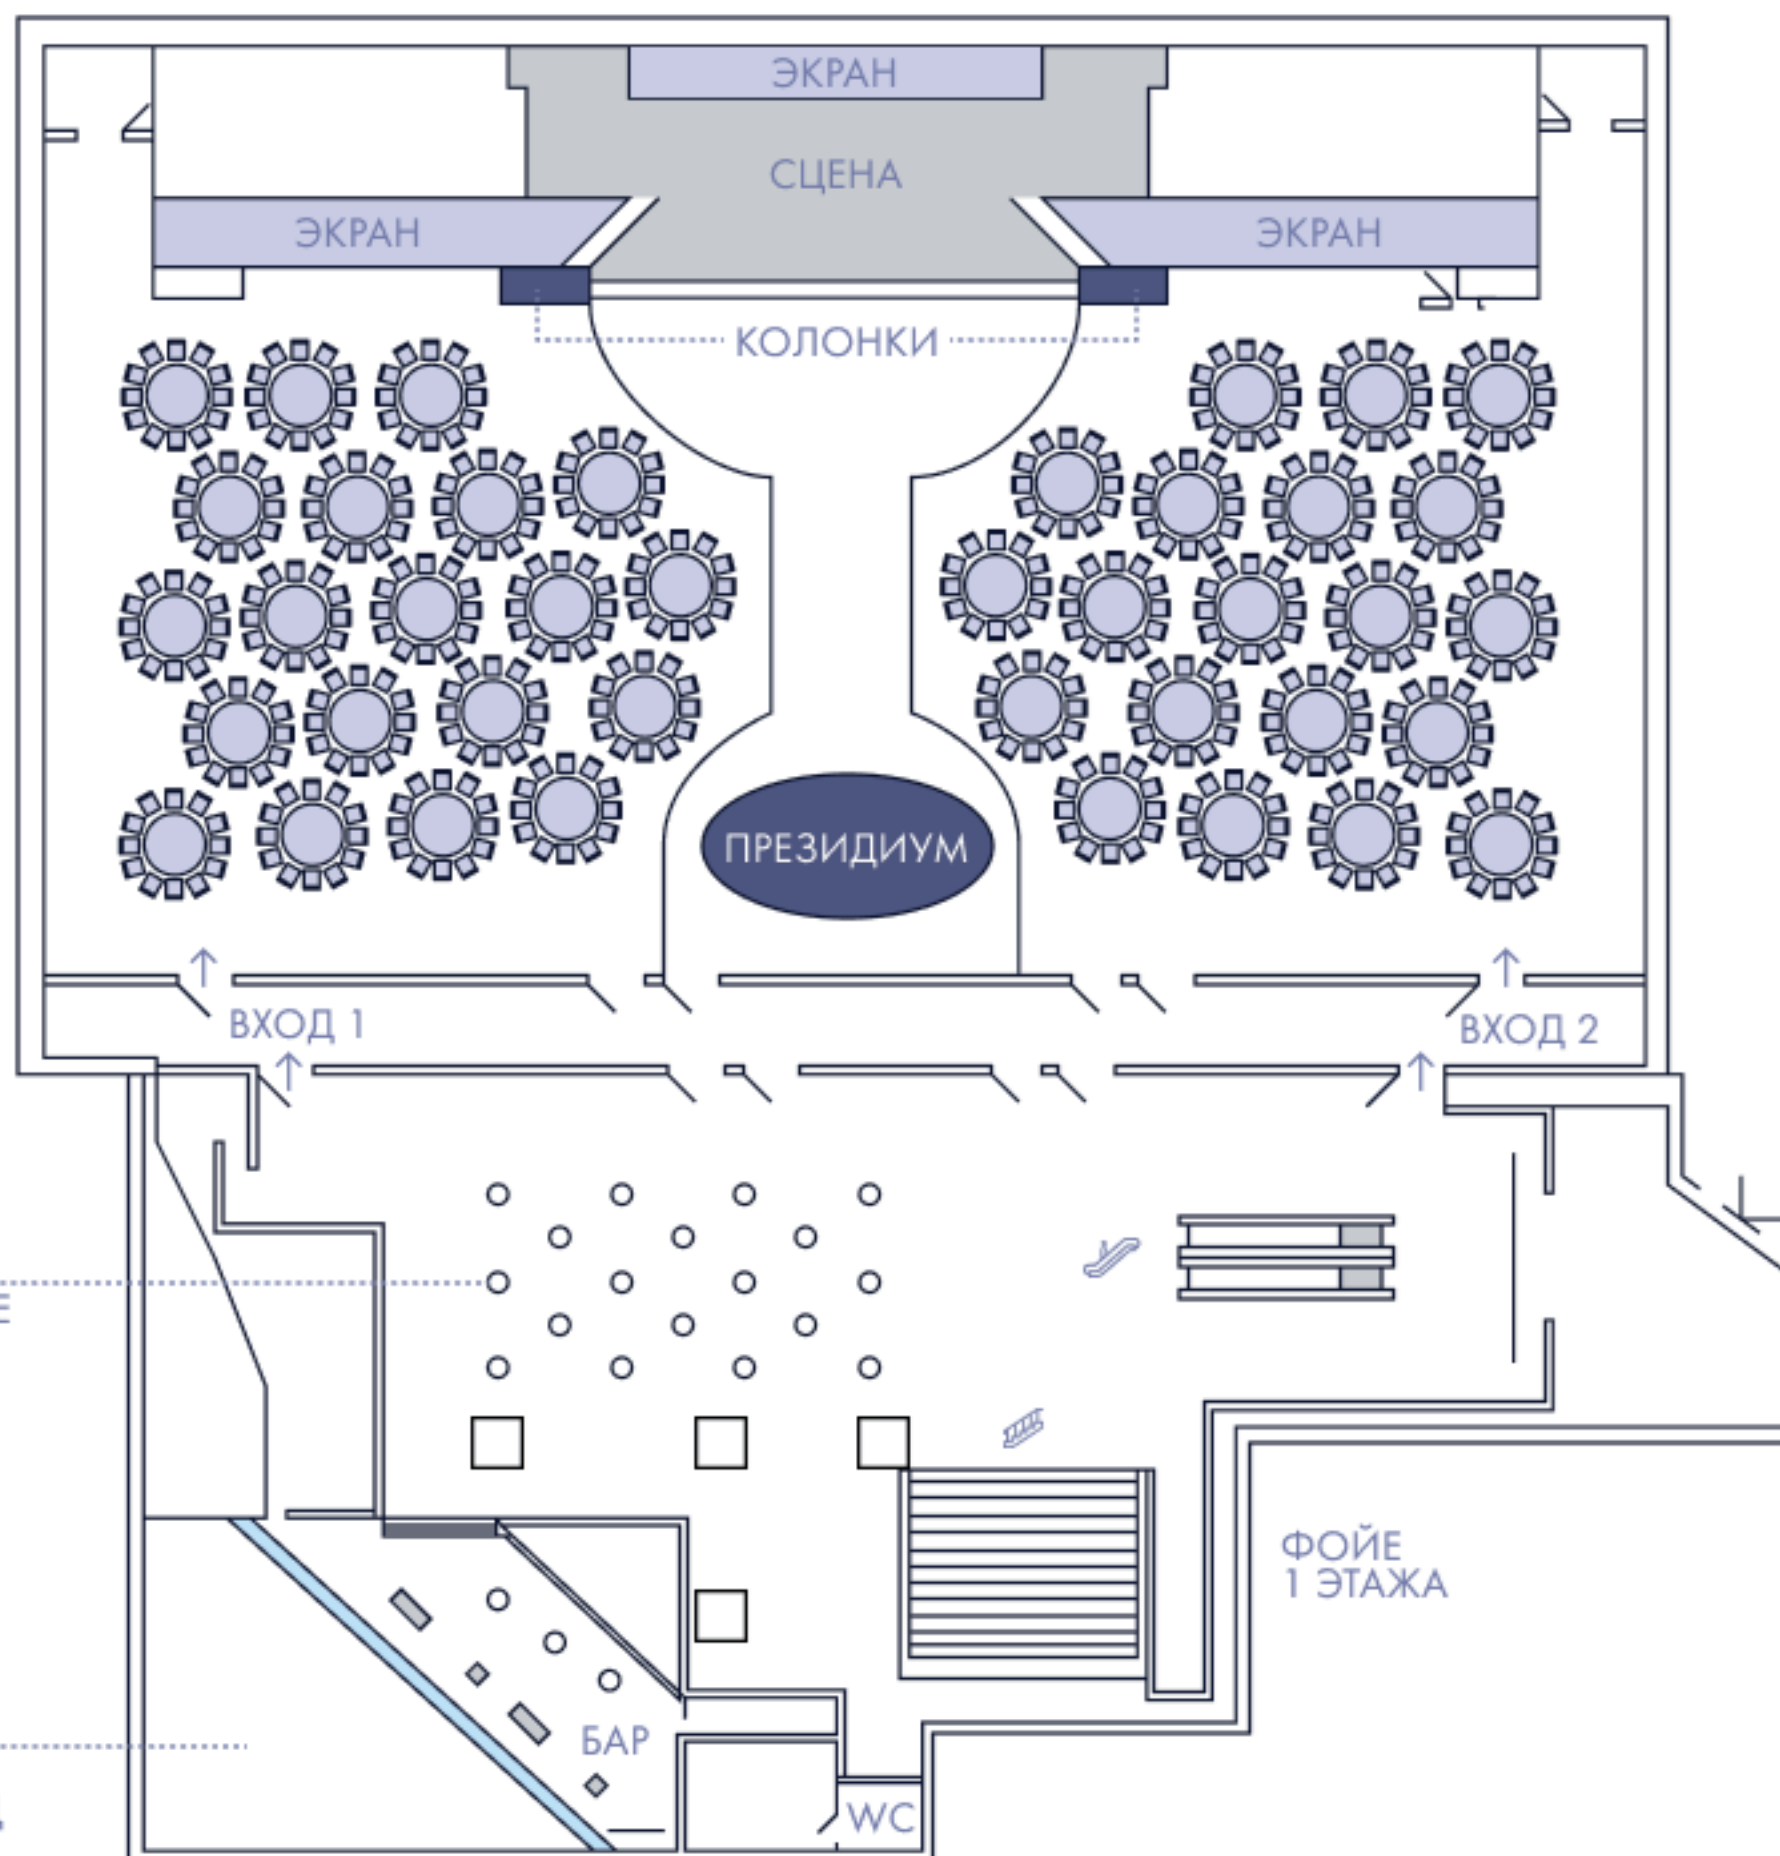 ЭКРАН
СЦЕНА
ЭКРАН
ЭКРАН
КОЛОНКИ
ПРЕЗИДИУМ
ВХОД 1
ВХОД 2
ФОЙЕ
1 ЭТАЖА
БАР
WC